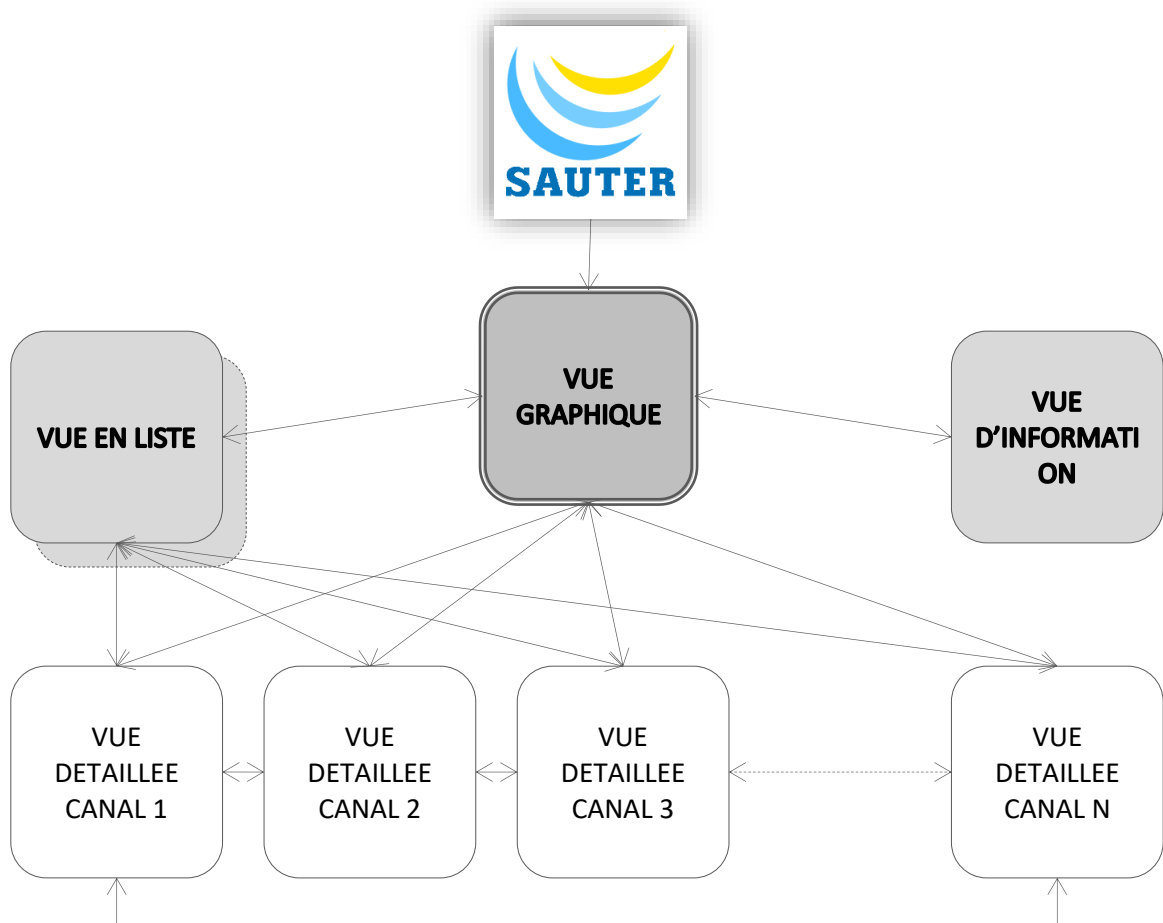 SAUTER
VUE
GRAPHIQUE
VUE EN LISTE
VUE
D’INFORMATI
ON
VUE
DETAILLEE
CANAL 1
VUE
DETAILLEE
CANAL 2
VUE
DETAILLEE
CANAL 3
VUE
DETAILLEE
CANAL N